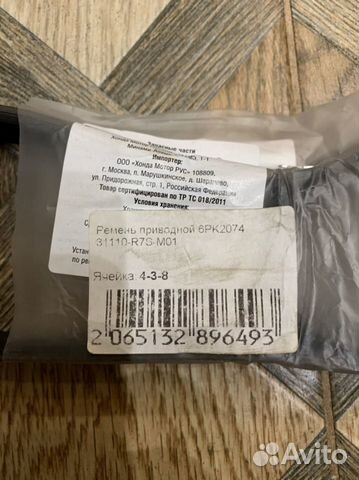 Запасные части
Импортер:
ООО «Хонда Мотор РУС» 108809,
г. Москва, п. Марушкинское, д. Шарапово,
ул. Придорожная, стр. 1, Российская Федерация
Товар сертифицирован по ТР ТС 018/2011
Условия хранения:
Ремень приводной 6PK2074
31110-R7S-M01
Ячейка: 4-3-8
2 065132 896493
Avito